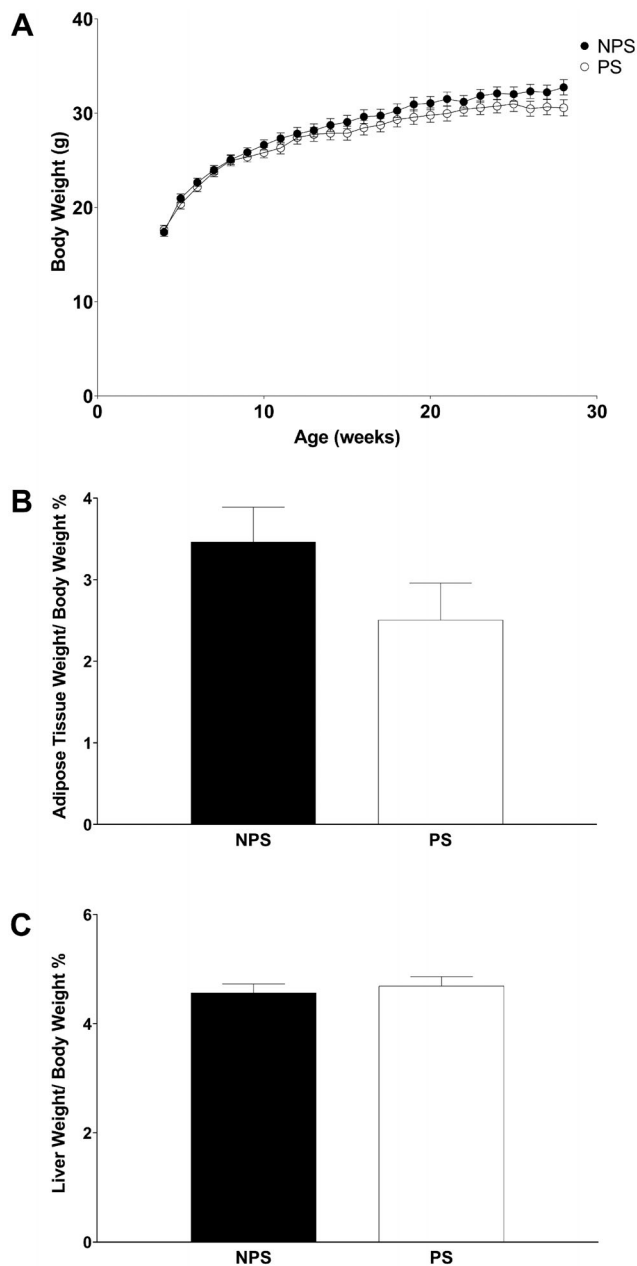 A
40
30
20
10
0
Body Weight (g)
NPS
PS
0 10 20 30
Age (weeks)
B
4
3
2
1
0
Adipose Tissue Weight/ Body Weight %
NPS PS
C
6
4
2
0
Liver Weight/ Body Weight %
NPS PS